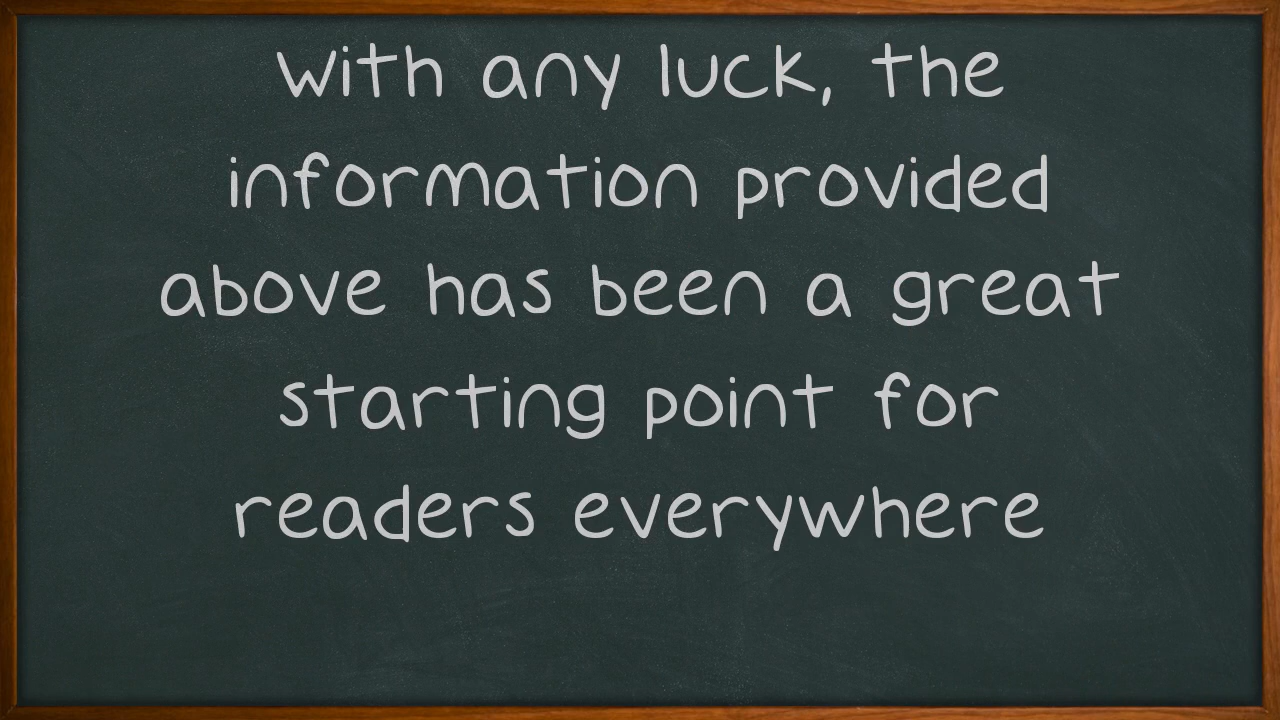 with any luck, the
information provided
above has been a great
starting point for
readers everywhere